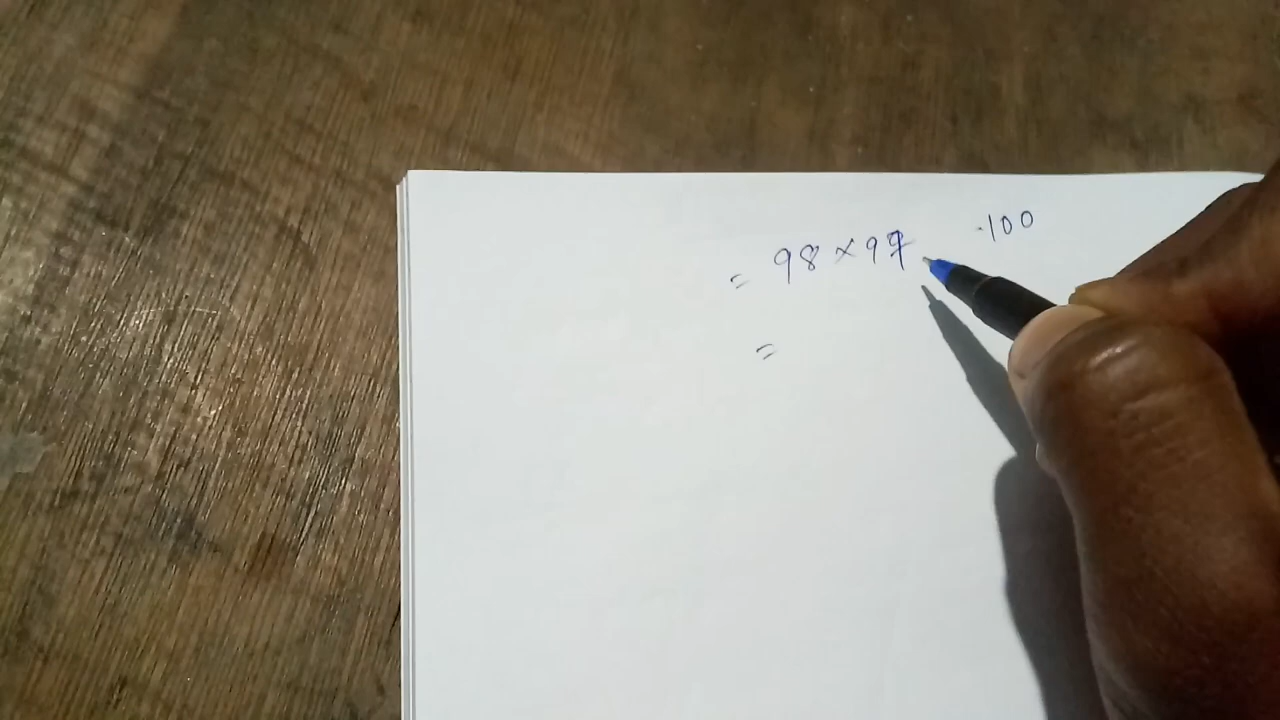 = 98 × 97 .100
=